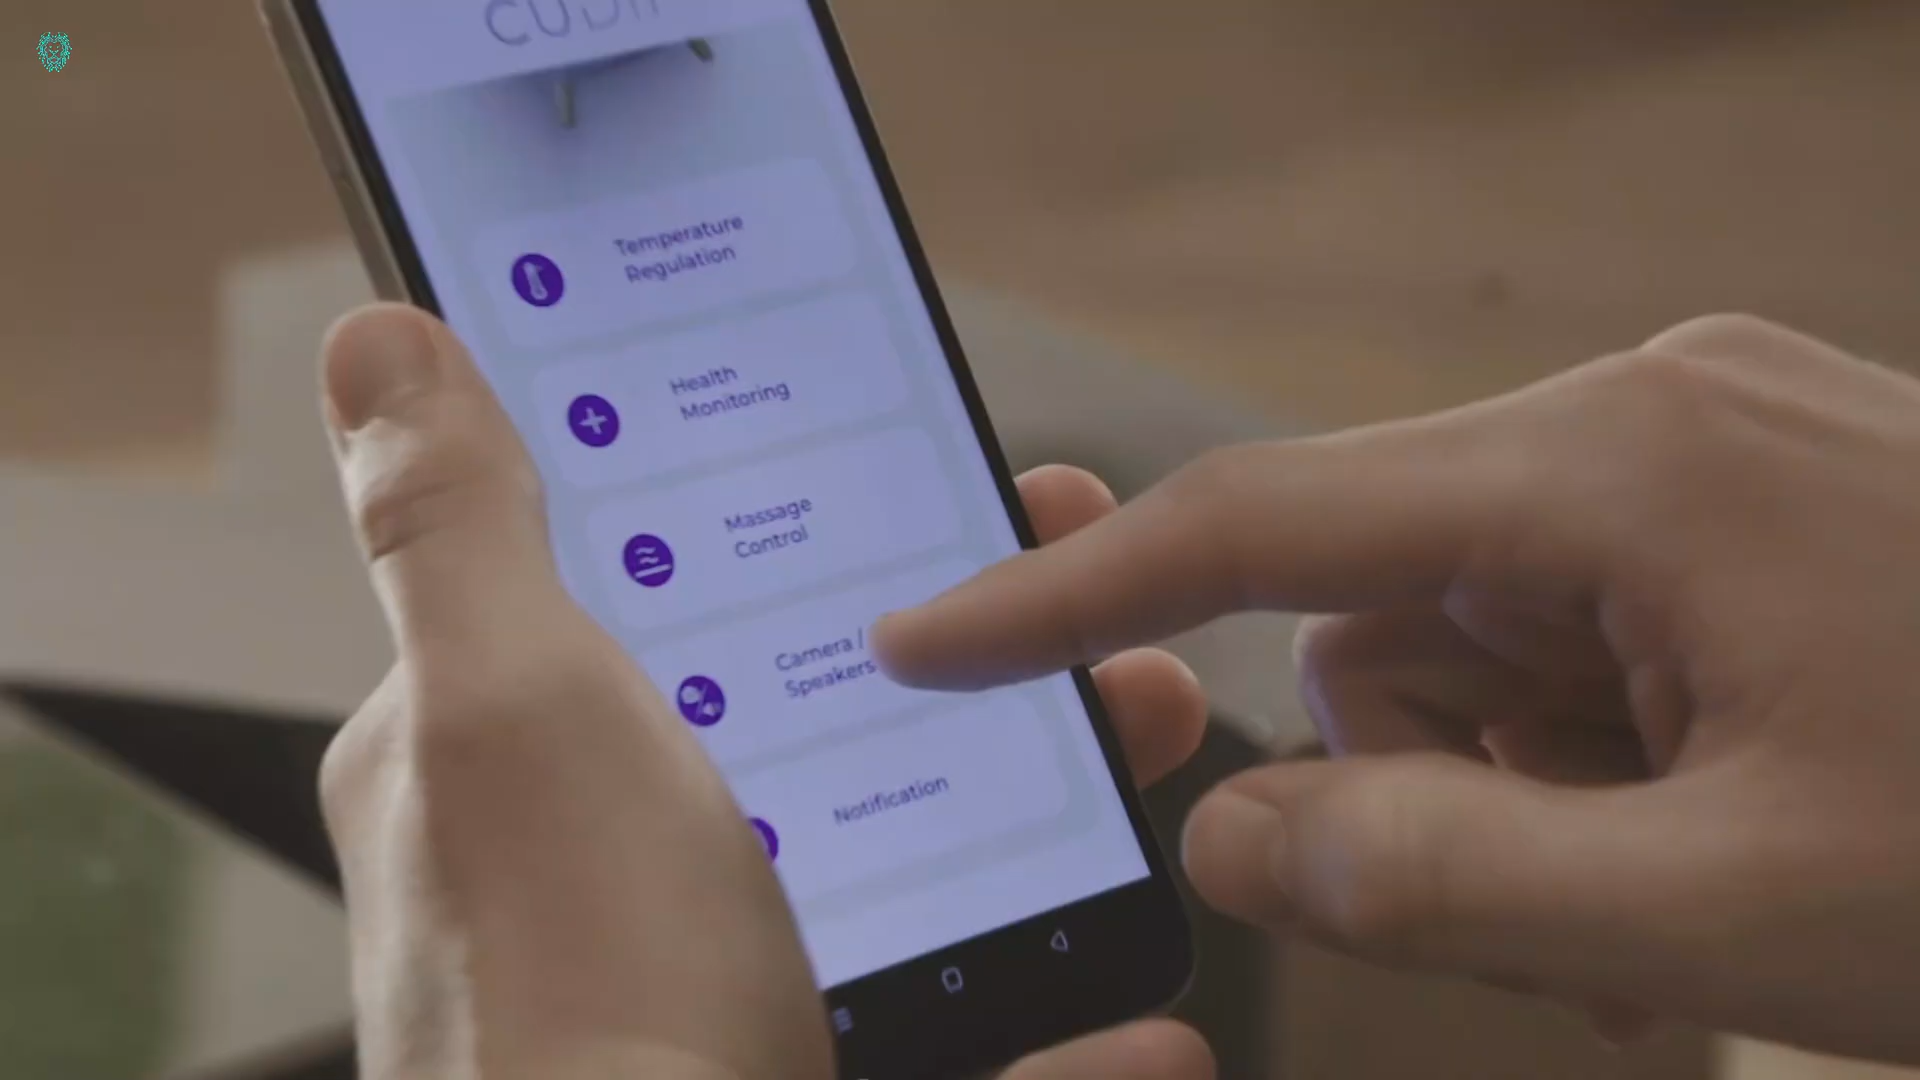 Temperature
Regulation
Health
Monitoring
Massage
Control
Camera /
Speakers
Notification